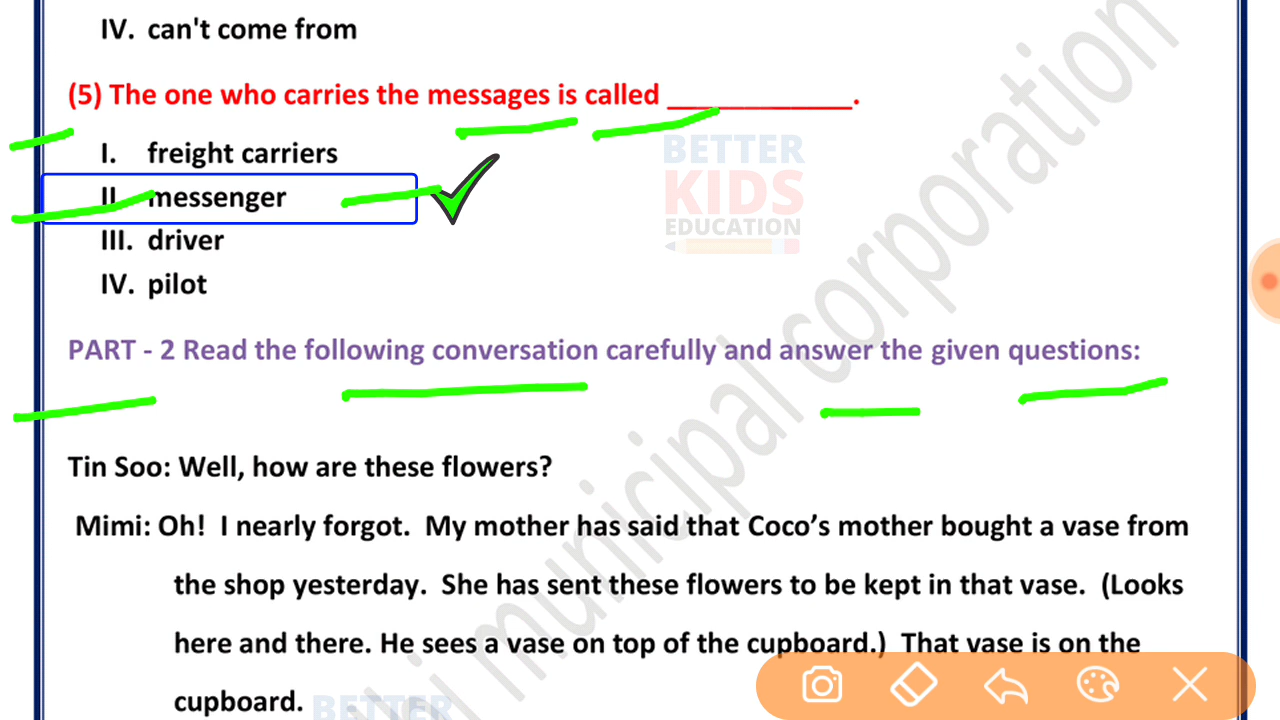 IV. can't come from
(5) The one who carries the messages is called ____________.
I. freight carriers
II. messenger
III. driver
IV. pilot
BETTER
KIDS
EDUCATION
PART - 2 Read the following conversation carefully and answer the given questions:
Tin Soo: Well, how are these flowers?
Mimi: Oh! I nearly forgot. My mother has said that Coco’s mother bought a vase from
the shop yesterday. She has sent these flowers to be kept in that vase. (Looks
here and there. He sees a vase on top of the cupboard.) That vase is on the
cupboard.
BETTER
municipal corporation